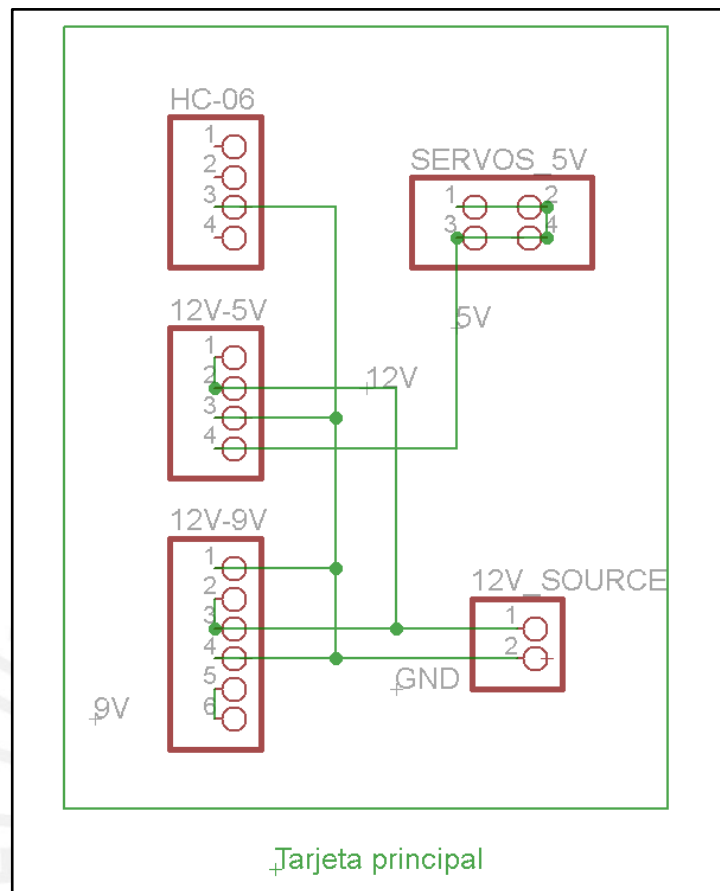 HC-06
1
2
3
4
SERVOS_5V
1 2
3 4
12V-5V
1
2
3
4
5V
12V
12V-9V
1
2
3
4
5
6
12V_SOURCE
1
2
GND
9V
Tarjeta principal